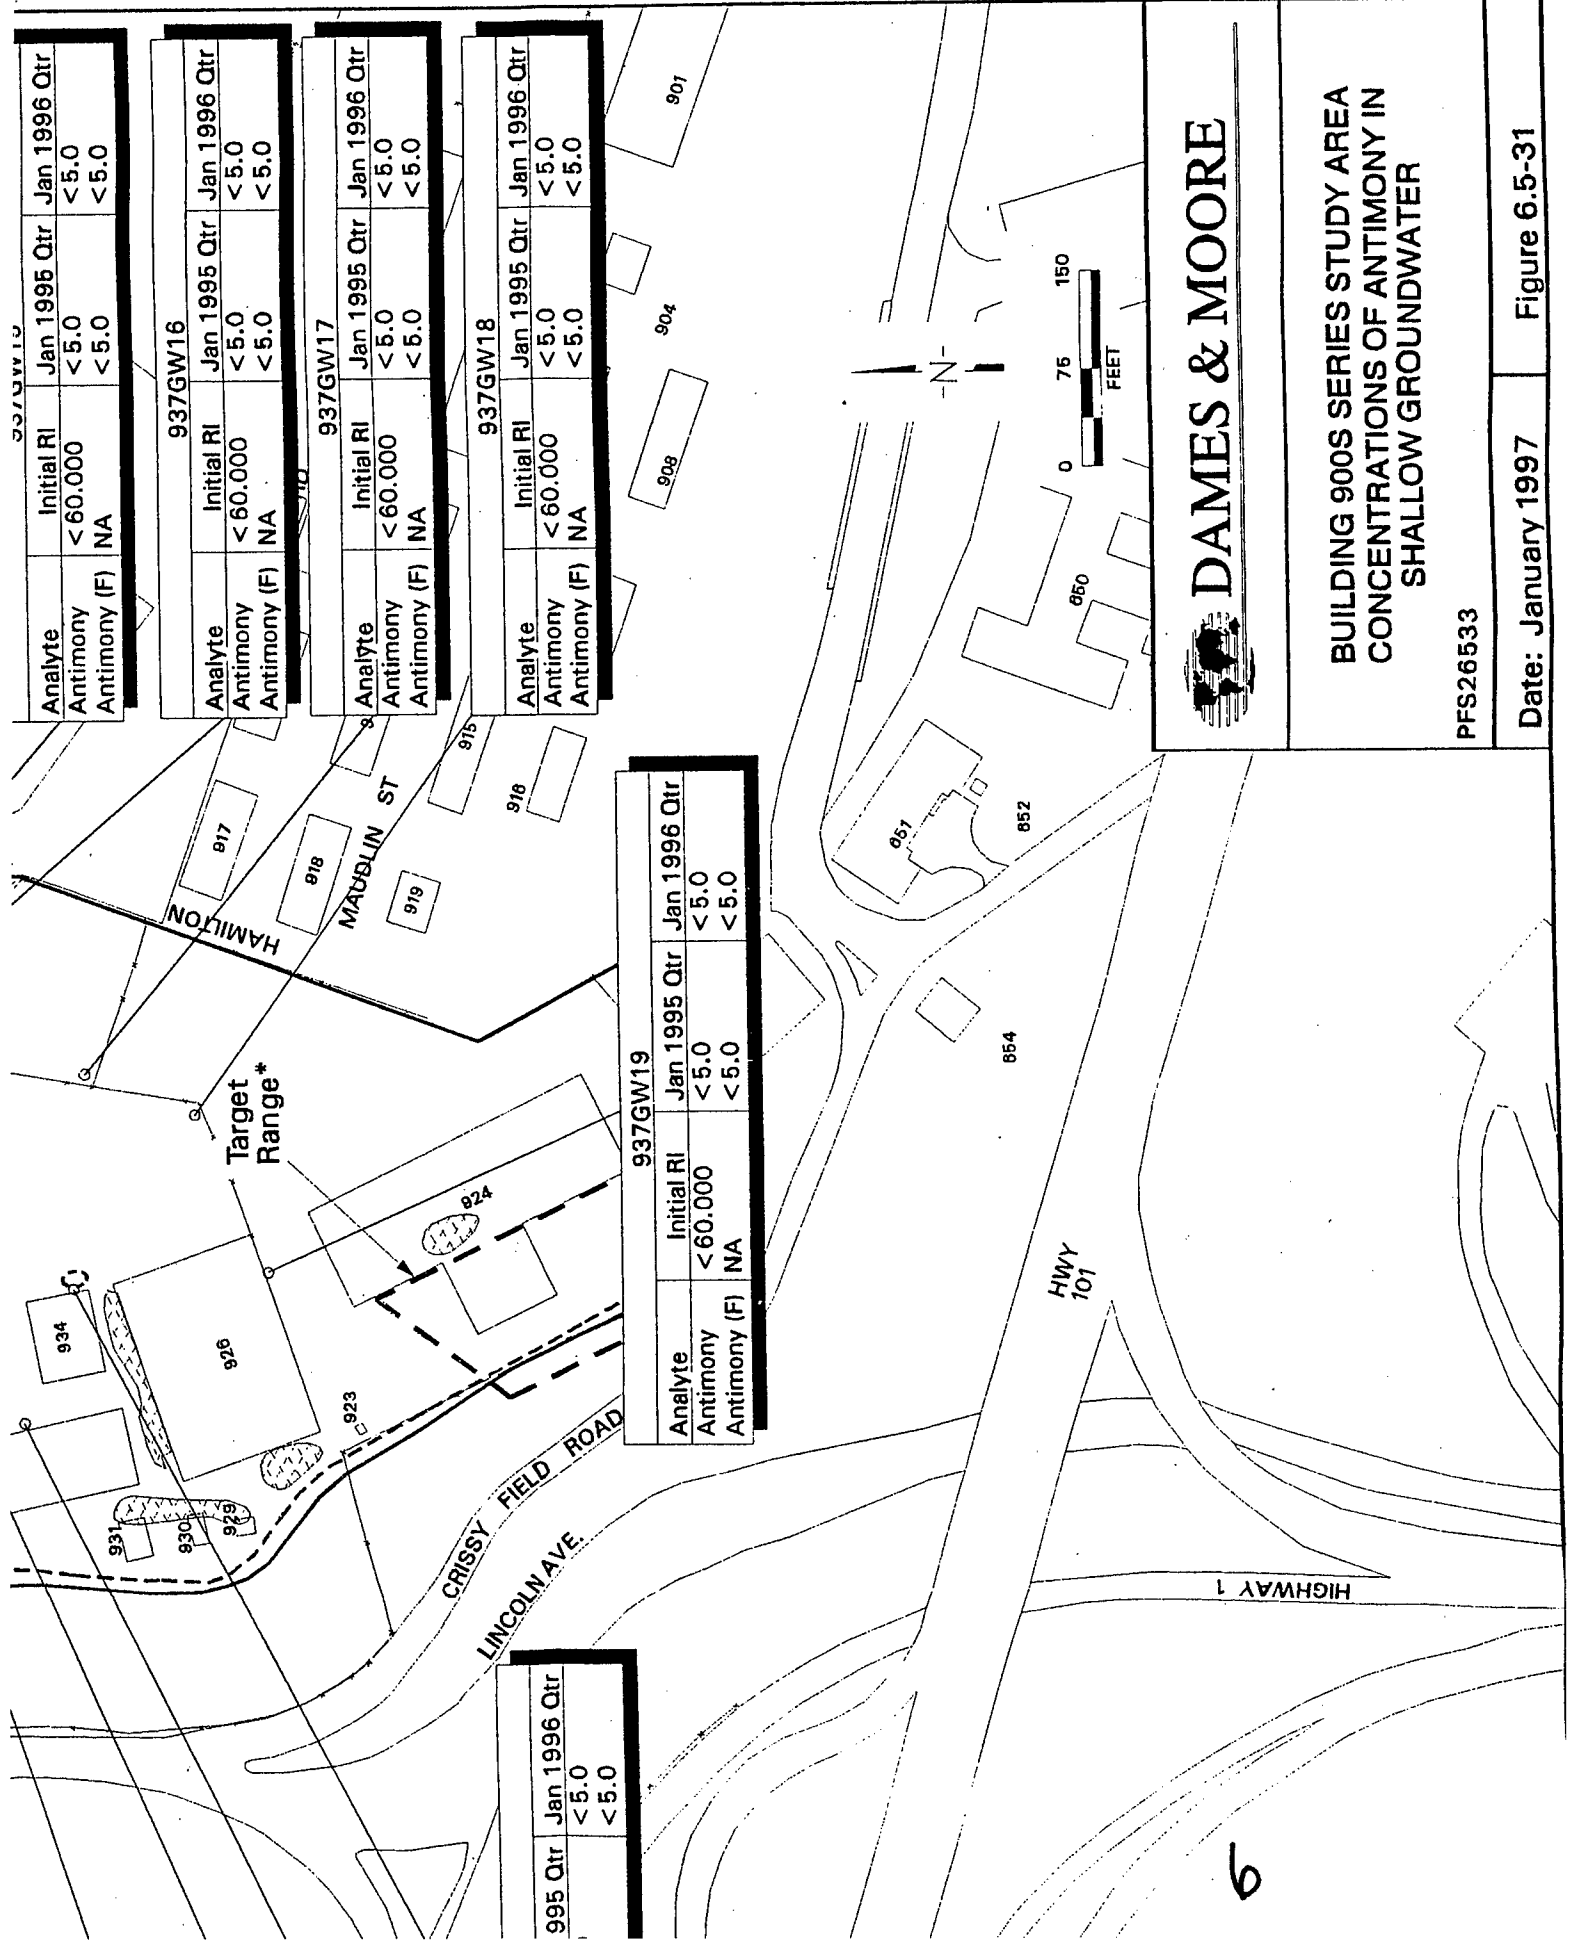 Analyte Initial RI Jan 1995 Qtr Jan 1996 Qtr
Antimony <60.000 <5.0 <5.0
Antimony (F) NA <5.0 <5.0
937GW16
Analyte Initial RI Jan 1995 Qtr Jan 1996 Qtr
Antimony <60.000 <5.0 <5.0
Antimony (F) NA <5.0 <5.0
937GW17
Analyte Initial RI Jan 1995 Qtr Jan 1996 Qtr
Antimony <60.000 <5.0 <5.0
Antimony (F) NA <5.0 <5.0
937GW18
Analyte Initial RI Jan 1995 Qtr Jan 1996 Qtr
Antimony <60.000 <5.0 <5.0
Antimony (F) NA <5.0 <5.0
937GW19
Analyte Initial RI Jan 1995 Qtr Jan 1996 Qtr
Antimony <60.000 <5.0 <5.0
Antimony (F) NA <5.0 <5.0
995 Qtr Jan 1996 Qtr
<5.0
<5.0
934
926
931
930
929
923
924
Target
Range*
HAMILTON
MAUDLIN ST
917
918
919
915
916
901
904
908
CRISSY FIELD ROAD
LINCOLN AVE.
HWY
101
HIGHWAY 1
651
652
654
650
-N-
0 75 150
FEET
DAMES & MOORE
BUILDING 900S SERIES STUDY AREA
CONCENTRATIONS OF ANTIMONY IN
SHALLOW GROUNDWATER
PFS26533
Date: January 1997
Figure 6.5-31
6